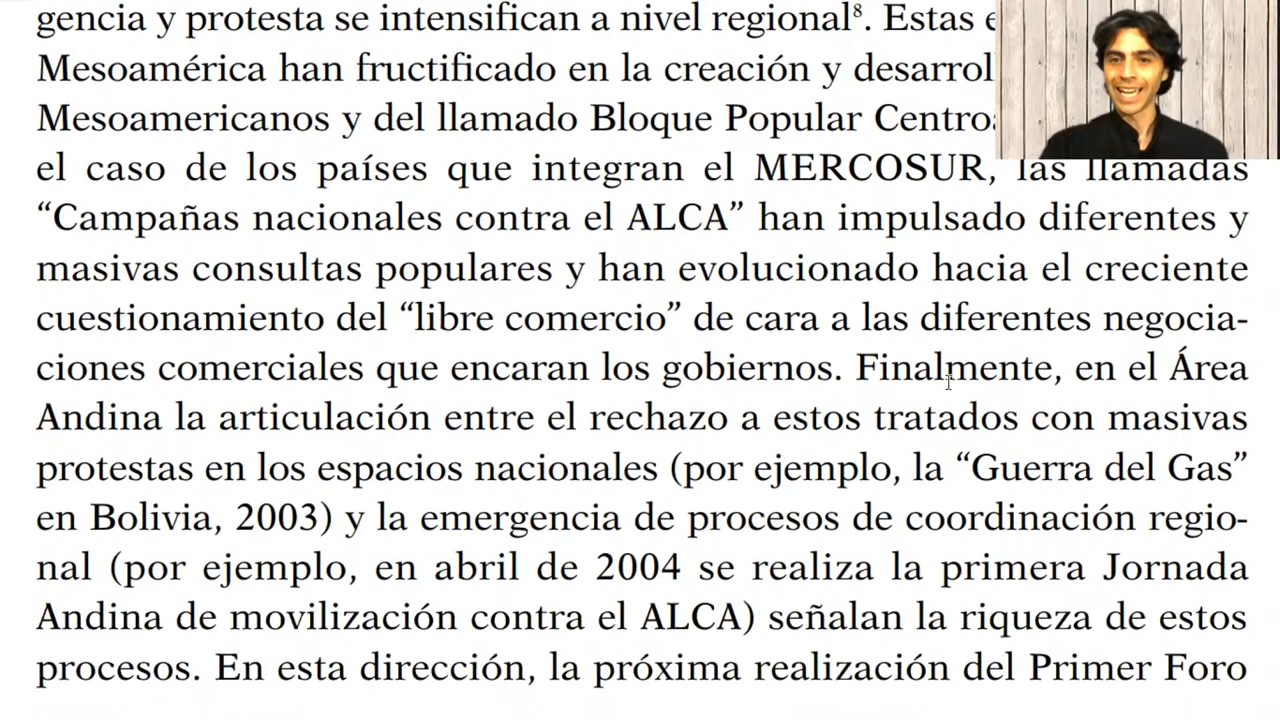 gencia y protesta se intensifican a nivel regional⁸. Estas
Mesoamérica han fructificado en la creación y
Mesoamericanos y del llamado Bloque Popular
el caso de los países que integran el MERCOSUR, las llamadas
“Campañas nacionales contra el ALCA” han impulsado diferentes y
masivas consultas populares y han evolucionado hacia el creciente
cuestionamiento del “libre comercio” de cara a las diferentes negocia-
ciones comerciales que encaran los gobiernos. Finalmente, en el Área
Andina la articulación entre el rechazo a estos tratados con masivas
protestas en los espacios nacionales (por ejemplo, la “Guerra del Gas”
en Bolivia, 2003) y la emergencia de procesos de coordinación regio-
nal (por ejemplo, en abril de 2004 se realiza la primera Jornada
Andina de movilización contra el ALCA) señalan la riqueza de estos
procesos. En esta dirección, la próxima realización del Primer Foro